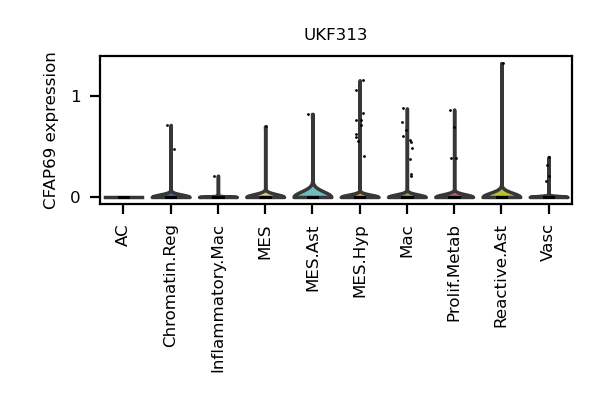 UKF313
CFAP69 expression
1
0
AC
Chromatin.Reg
Inflammatory.Mac
MES
MES.Ast
MES.Hyp
Mac
Prolif.Metab
Reactive.Ast
Vasc